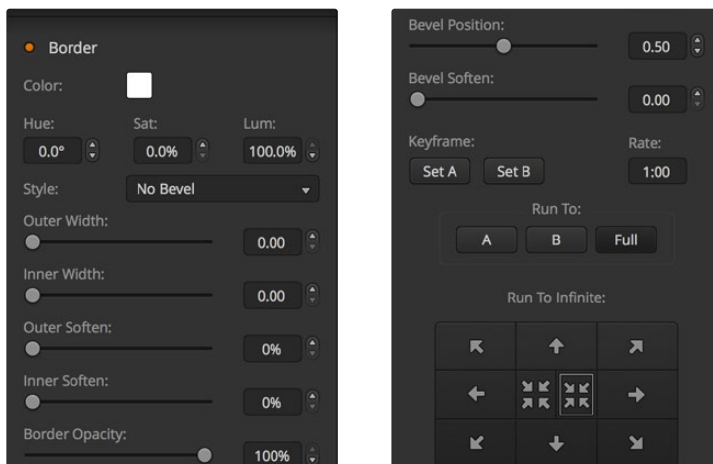 Border
Color:
Hue: Sat: Lum:
0.0° 0.0% 100.0%
Style: No Bevel
Outer Width:
0.00
Inner Width:
0.00
Outer Soften:
0%
Inner Soften:
0%
Border Opacity:
100%
Bevel Position:
0.50
Bevel Soften:
0.00
Keyframe: Rate:
Set A Set B 1:00
Run To:
A B Full
Run To Infinite: